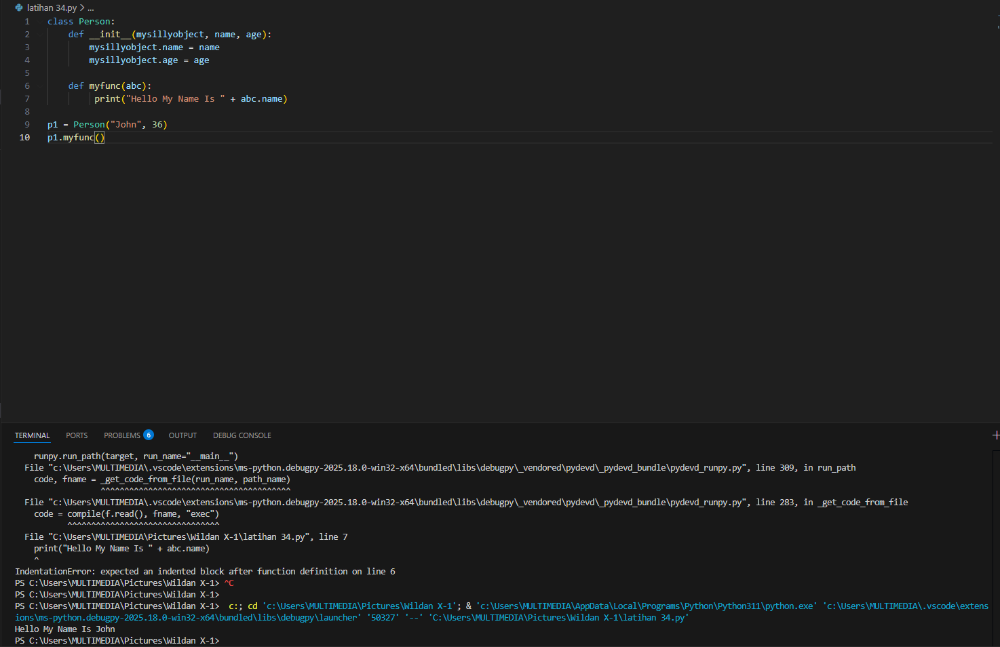 latihan 34.py > ...
1 class Person:
2 def __init__(mysillyobject, name, age):
3 mysillyobject.name = name
4 mysillyobject.age = age
5
6 def myfunc(abc):
7 print("Hello My Name Is " + abc.name)
8
9 p1 = Person("John", 36)
10 p1.myfunc()
TERMINAL PORTS PROBLEMS 6 OUTPUT DEBUG CONSOLE
runpy.run_path(target, run_name="__main__")
File "c:\Users\MULTIMEDIA\.vscode\extensions\ms-python.debugpy-2025.18.0-win32-x64\bundled\libs\debugpy\_vendored\pydevd\_pydevd_bundle\pydevd_runpy.py", line 309, in run_path
code, fname = _get_code_from_file(run_name, path_name)
^^^^^^^^^^^^^^^^^^^^^^^^^^^^^^^^^^^^^^^^
File "c:\Users\MULTIMEDIA\.vscode\extensions\ms-python.debugpy-2025.18.0-win32-x64\bundled\libs\debugpy\_vendored\pydevd\_pydevd_bundle\pydevd_runpy.py", line 283, in _get_code_from_file
code = compile(f.read(), fname, "exec")
^^^^^^^^^^^^^^^^^^^^^^^^^^^^^^^^
File "C:\Users\MULTIMEDIA\Pictures\Wildan X-1\latihan 34.py", line 7
print("Hello My Name Is " + abc.name)
^
IndentationError: expected an indented block after function definition on line 6
PS C:\Users\MULTIMEDIA\Pictures\Wildan X-1> ^C
PS C:\Users\MULTIMEDIA\Pictures\Wildan X-1>
PS C:\Users\MULTIMEDIA\Pictures\Wildan X-1> c:; cd 'c:\Users\MULTIMEDIA\Pictures\Wildan X-1'; & 'c:\Users\MULTIMEDIA\AppData\Local\Programs\Python\Python311\python.exe' 'c:\Users\MULTIMEDIA\.vscode\extens
ions\ms-python.debugpy-2025.18.0-win32-x64\bundled\libs\debugpy\launcher' '50327' '--' 'C:\Users\MULTIMEDIA\Pictures\Wildan X-1\latihan 34.py'
Hello My Name Is John
PS C:\Users\MULTIMEDIA\Pictures\Wildan X-1>